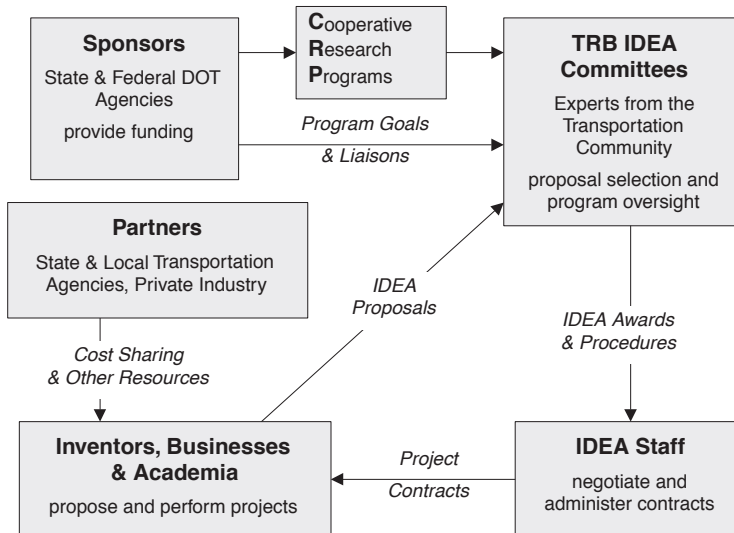 Sponsors
State & Federal DOT
Agencies
provide funding
Cooperative
Research
Programs
TRB IDEA
Committees
Experts from the
Transportation
Community
proposal selection and
program oversight
Program Goals
& Liaisons
Partners
State & Local Transportation
Agencies, Private Industry
IDEA
Proposals
IDEA Awards
& Procedures
Cost Sharing
& Other Resources
Inventors, Businesses
& Academia
propose and perform projects
Project
Contracts
IDEA Staff
negotiate and
administer contracts